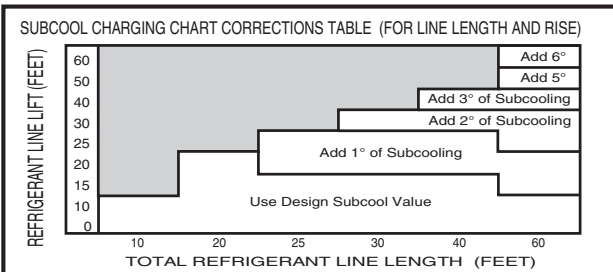 SUBCOOL CHARGING CHART CORRECTIONS TABLE (FOR LINE LENGTH AND RISE)
REFRIGERANT LINE LIFT (FEET)
60
50
40
30
25
20
15
10
0
Add 6°
Add 5°
Add 3° of Subcooling
Add 2° of Subcooling
Add 1° of Subcooling
Use Design Subcool Value
10 20 25 30 40 60
TOTAL REFRIGERANT LINE LENGTH (FEET)